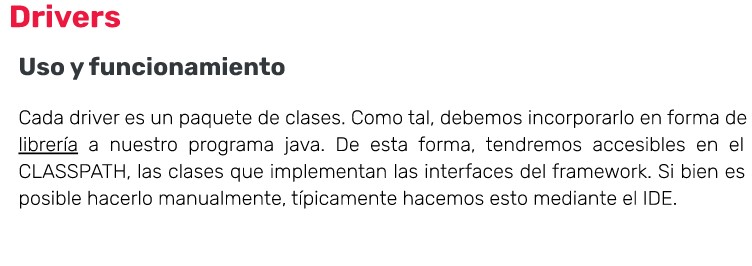 Drivers
Uso y funcionamiento
Cada driver es un paquete de clases. Como tal, debemos incorporarlo en forma de
librería a nuestro programa java. De esta forma, tendremos accesibles en el
CLASSPATH, las clases que implementan las interfaces del framework. Si bien es
posible hacerlo manualmente, típicamente hacemos esto mediante el IDE.